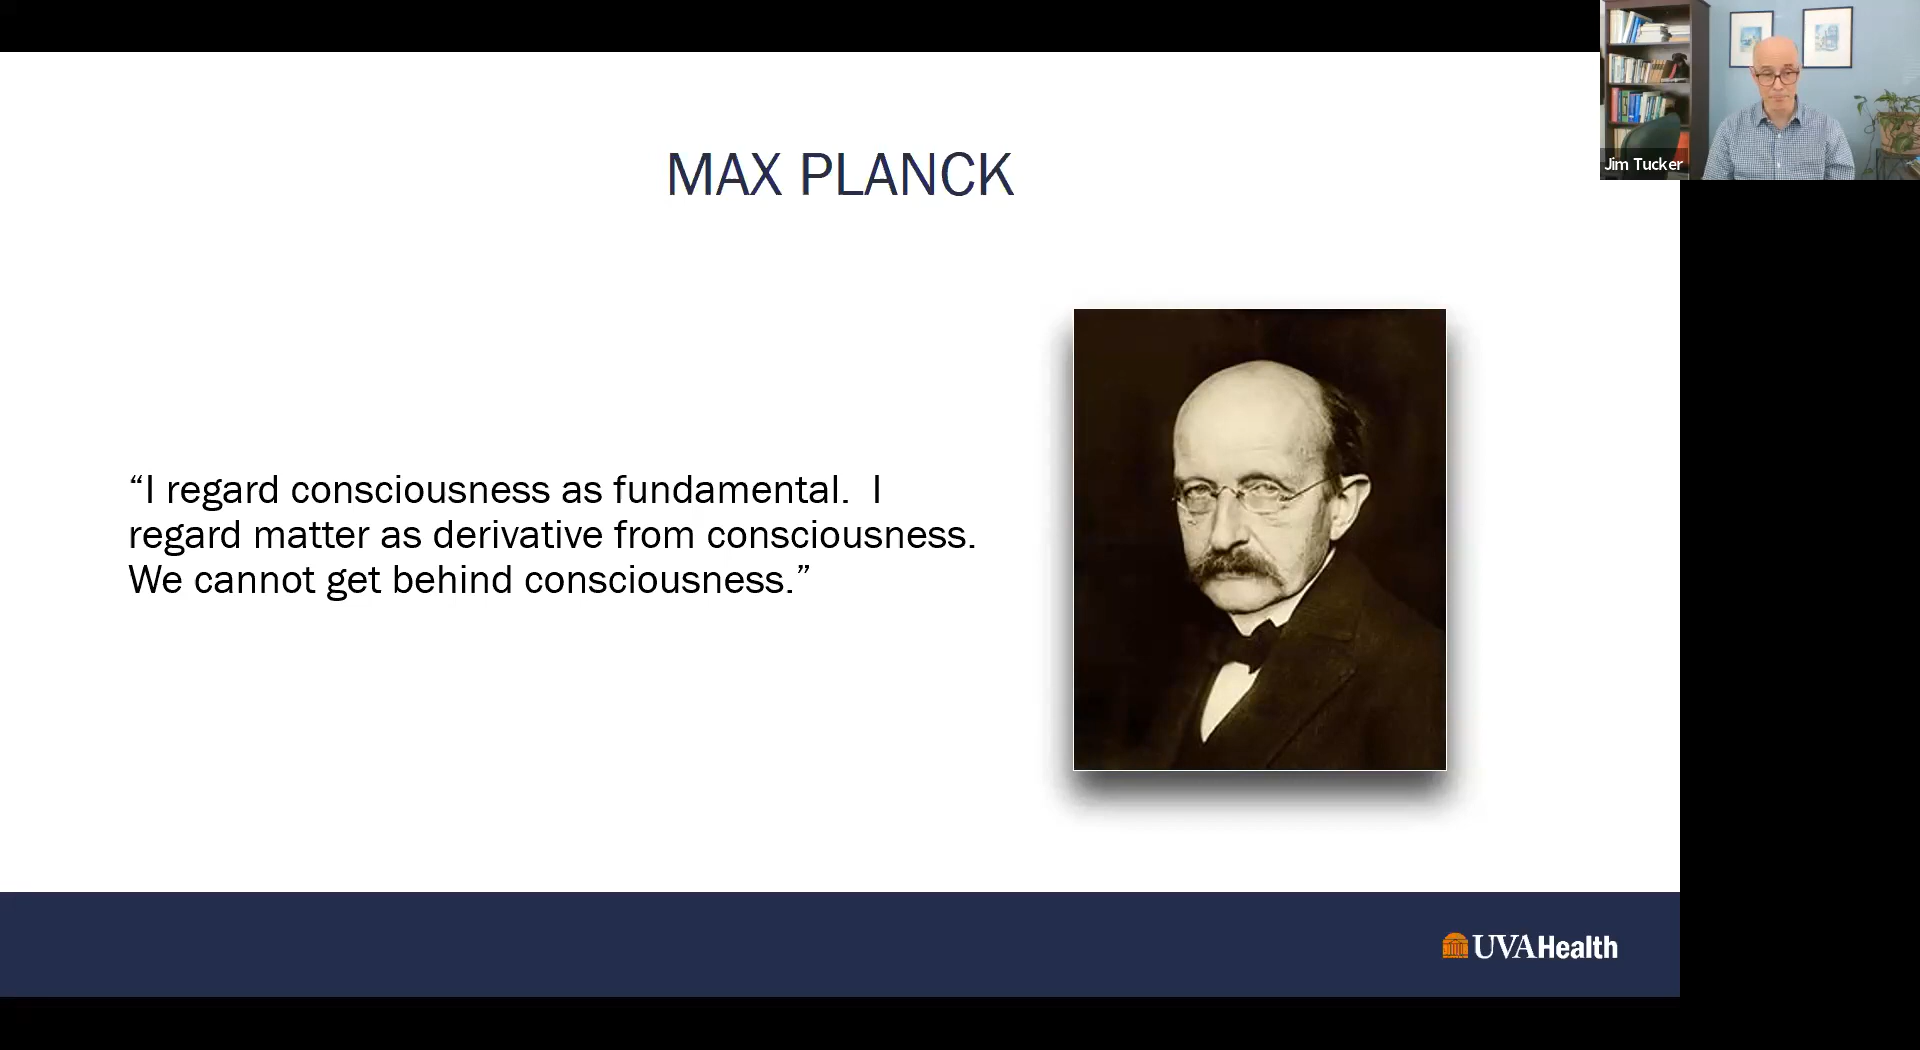 MAX PLANCK
Jim Tucker
“I regard consciousness as fundamental.  I
regard matter as derivative from consciousness.
We cannot get behind consciousness.”
UVAHealth